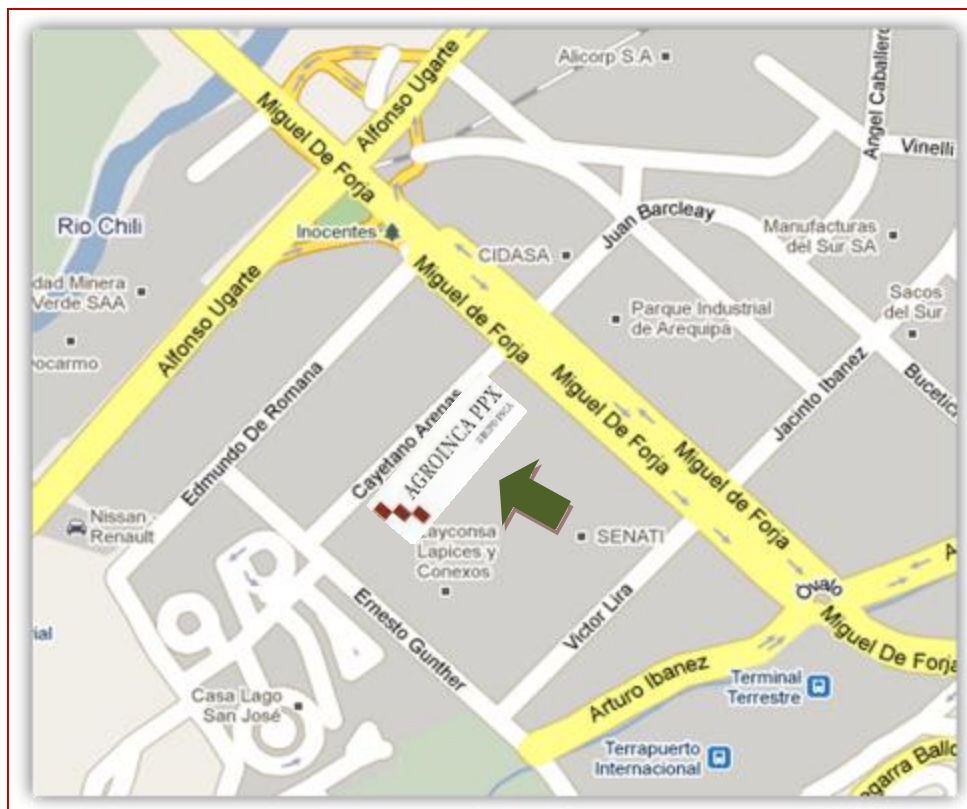 Alicorp S.A
Alfonso Ugarte
Angel Caballero
Miguel De Forja
Vinelli
Rio Chili
Inocentes
Juan Barcleay
CIDASA
Manufacturas
del Sur SA
dad Minera
Verde SAA
Alfonso Ugarte
Miguel de Forja
Parque Industrial
de Arequipa
Sacos
del Sur
ocarmo
Edmundo De Romana
Cayetano Arenas
AGROINCA PPX
Miguel De Forja
Miguel de Forja
Jacinto Ibanez
Bucetic
Nissan
Renault
ayconsa
Lapices y
Conexos
SENATI
Ovalo
A
ial
Ernesto Gunther
Victor Lira
Miguel De Forja
Arturo Ibanez
Terminal
Terrestre
Casa Lago
San José
Terrapuerto
Internacional
egarra Ballo